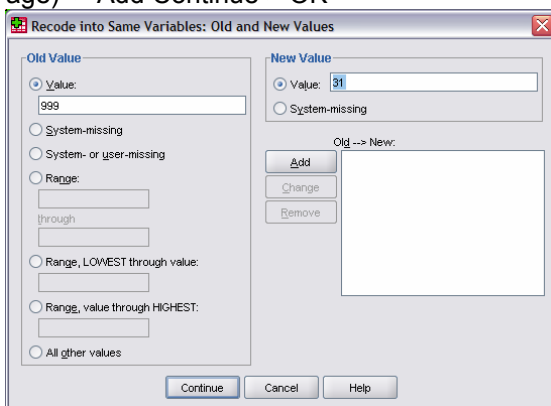 age) Add Continue OK
Recode into Same Variables: Old and New Values
Old Value
Value:
999
System-missing
System- or user-missing
Range:
through
Range, LOWEST through value:
Range, value through HIGHEST:
All other values
New Value
Value: 31
System-missing
Old --> New:
Add
Change
Remove
Continue Cancel Help